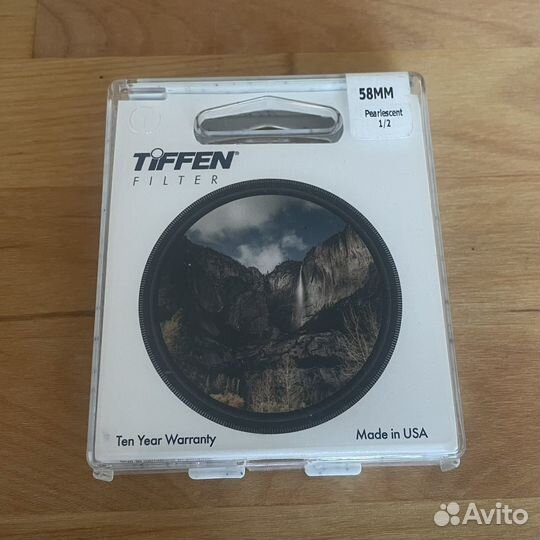 58MM
Pearlescent
1/2
TIFFEN®
FILTER
Ten Year Warranty
Made in USA
Avito